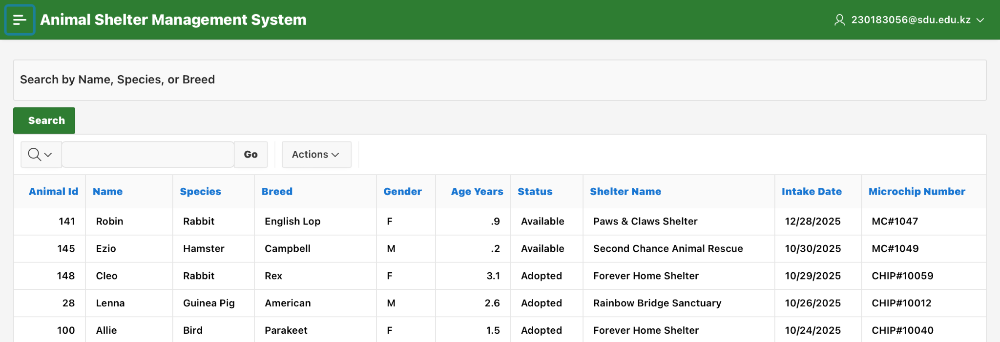 Animal Shelter Management System 230183056@sdu.edu.kz
Search by Name, Species, or Breed
Search
Go Actions
Animal Id Name Species Breed Gender Age Years Status Shelter Name Intake Date Microchip Number
141 Robin Rabbit English Lop F .9 Available Paws & Claws Shelter 12/28/2025 MC#1047
145 Ezio Hamster Campbell M .2 Available Second Chance Animal Rescue 10/30/2025 MC#1049
148 Cleo Rabbit Rex F 3.1 Adopted Forever Home Shelter 10/29/2025 CHIP#10059
28 Lenna Guinea Pig American M 2.6 Adopted Rainbow Bridge Sanctuary 10/26/2025 CHIP#10012
100 Allie Bird Parakeet F 1.5 Adopted Forever Home Shelter 10/24/2025 CHIP#10040